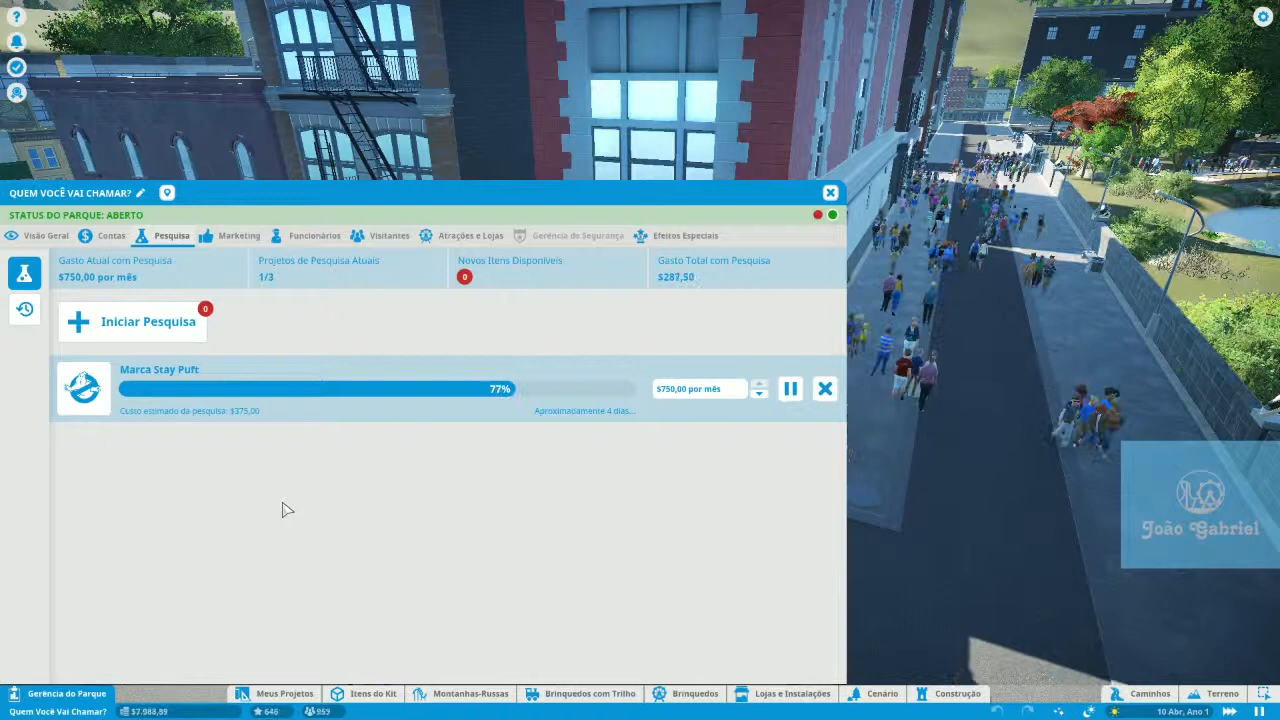 QUEM VOCÊ VAI CHAMAR?
STATUS DO PARQUE: ABERTO
Visão Geral Contas Pesquisa Marketing Funcionários Visitantes Atrações e Lojas Gerência de Segurança Efeitos Especiais
Gasto Atual com Pesquisa Projetos de Pesquisa Atuais Novos Itens Disponíveis Gasto Total com Pesquisa
$750,00 por mês 1/3 0 $287,50
Iniciar Pesquisa 0
Marca Stay Puft
77% $750,00 por mês
Custo estimado da pesquisa: $375,00 Aproximadamente 4 dias...
João Gabriel
Gerência do Parque Meus Projetos Itens do Kit Montanhas-Russas Brinquedos com Trilho Brinquedos Lojas e Instalações Cenário Construção Caminhos Terreno
Quem Você Vai Chamar? $7.988,89 646 959 10 Abr, Ano 1